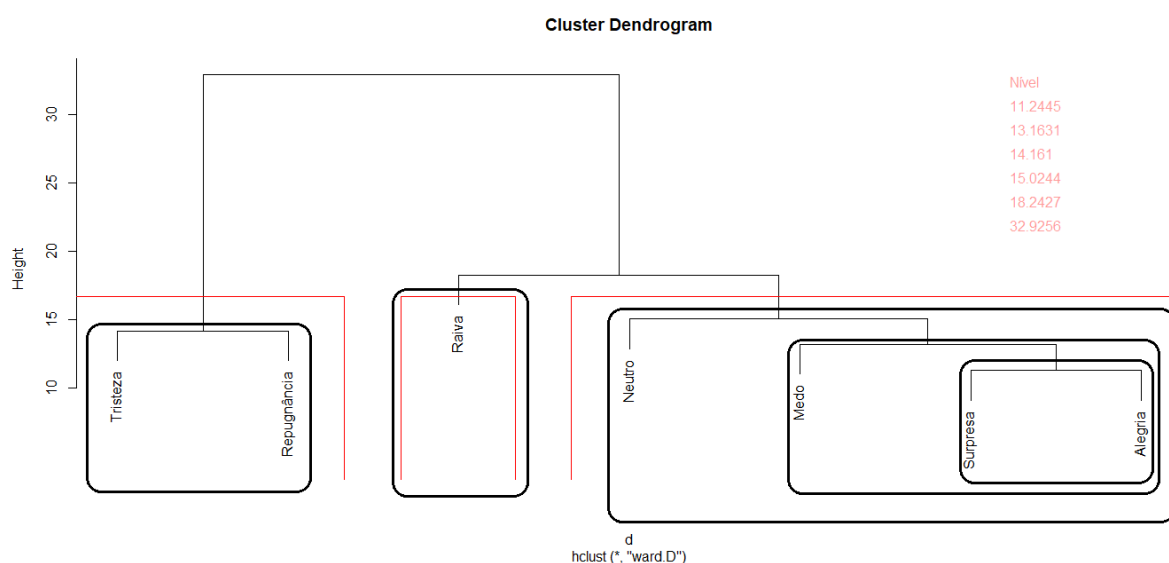 Cluster Dendrogram
Height
30
25
20
15
10
Nível
11.2445
13.1631
14.161
15.0244
18.2427
32.9256
Tristeza
Repugnância
Raiva
Neutro
Medo
Surpresa
Alegria
d
hclust (*, "ward.D")